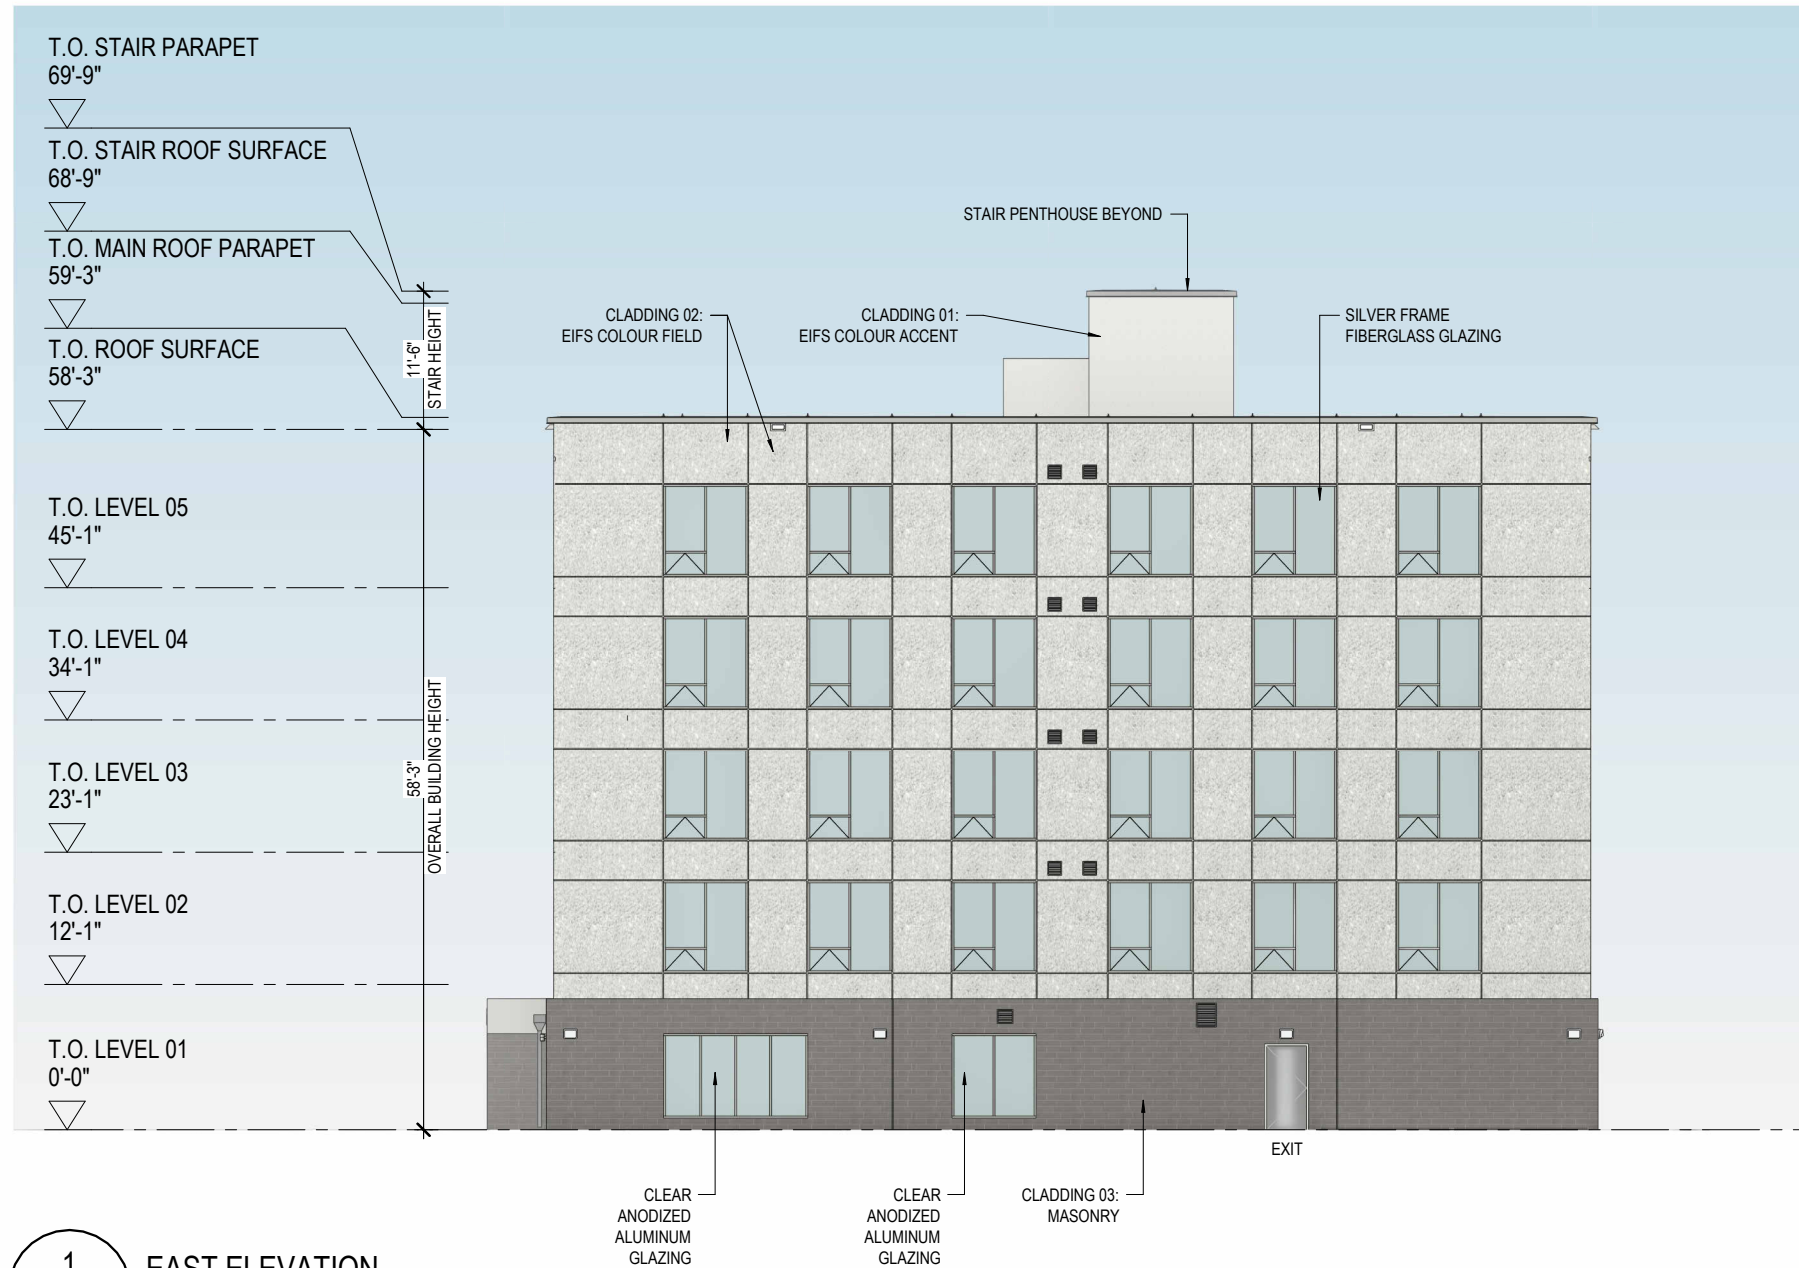 T.O. STAIR PARAPET
69'-9"
T.O. STAIR ROOF SURFACE
68'-9"
T.O. MAIN ROOF PARAPET
59'-3"
T.O. ROOF SURFACE
58'-3"
T.O. LEVEL 05
45'-1"
T.O. LEVEL 04
34'-1"
T.O. LEVEL 03
23'-1"
T.O. LEVEL 02
12'-1"
T.O. LEVEL 01
0'-0"
11'-6"
STAIR HEIGHT
58'-3"
OVERALL BUILDING HEIGHT
STAIR PENTHOUSE BEYOND
CLADDING 02:
EIFS COLOUR FIELD
CLADDING 01:
EIFS COLOUR ACCENT
SILVER FRAME
FIBERGLASS GLAZING
EXIT
CLEAR
ANODIZED
ALUMINUM
GLAZING
CLEAR
ANODIZED
ALUMINUM
GLAZING
CLADDING 03:
MASONRY
1
EAST ELEVATION